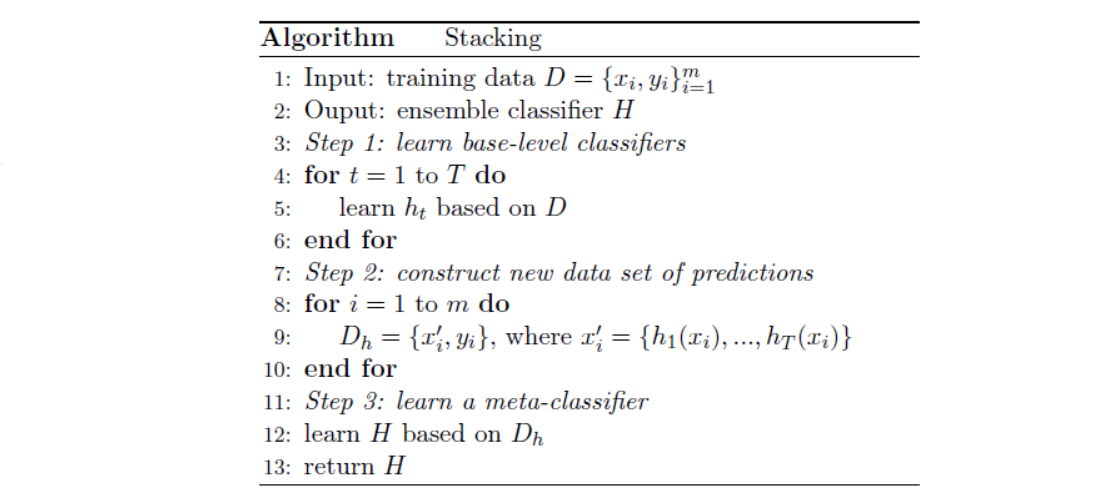 Algorithm Stacking
1: Input: training data D = {x_i, y_i}_{i=1}^m
2: Ouput: ensemble classifier H
3: Step 1: learn base-level classifiers
4: for t = 1 to T do
5: learn h_t based on D
6: end for
7: Step 2: construct new data set of predictions
8: for i = 1 to m do
9: D_h = {x'_i, y_i}, where x'_i = {h_1(x_i), ..., h_T(x_i)}
10: end for
11: Step 3: learn a meta-classifier
12: learn H based on D_h
13: return H